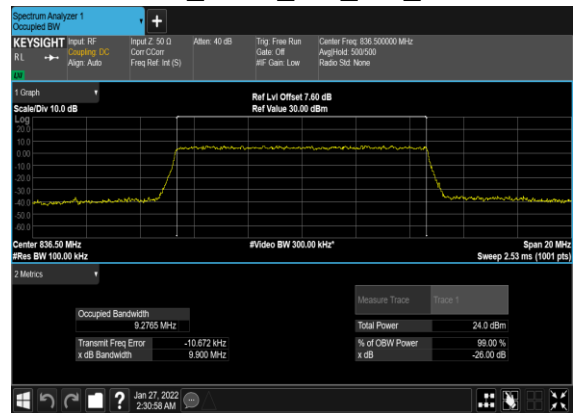 Spectrum Analyzer 1
Occupied BW
KEYSIGHT Input: RF Input Z: 50 Ω Atten: 40 dB Trig: Free Run Center Freq: 836.500000 MHz
RL Coupling: DC Corr CCorr Gate: Off Avg|Hold: 500/500
Align: Auto Freq Ref: Int (S) #IF Gain: Low Radio Std: None
LW
1 Graph
Ref Lvl Offset 7.60 dB
Scale/Div 10.0 dB Ref Value 30.00 dBm
Log
20.0
10.0
0.00
-10.0
-20.0
-30.0
-40.0
-50.0
-60.0
Center 836.50 MHz #Video BW 300.00 kHz* Span 20 MHz
#Res BW 100.00 kHz Sweep 2.53 ms (1001 pts)
2 Metrics
Measure Trace Trace 1
Occupied Bandwidth
9.2765 MHz Total Power 24.0 dBm
Transmit Freq Error -10.672 kHz % of OBW Power 99.00 %
x dB Bandwidth 9.900 MHz x dB -26.00 dB
? Jan 27, 2022
2:30:58 AM